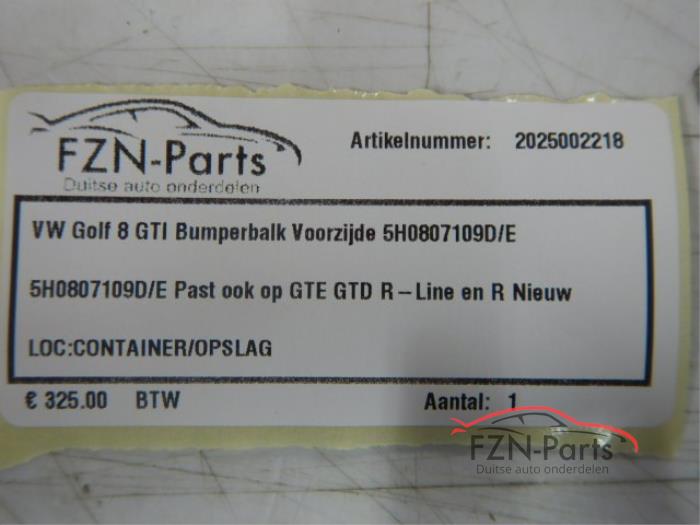 FZN-Parts
Duitse auto onderdelen
Artikelnummer: 2025002218
VW Golf 8 GTI Bumperbalk Voorzijde 5H0807109D/E
5H0807109D/E Past ook op GTE GTD R-Line en R Nieuw
LOC:CONTAINER/OPSLAG
€ 325.00 BTW Aantal: 1
FZN-Parts
Duitse auto onderdelen